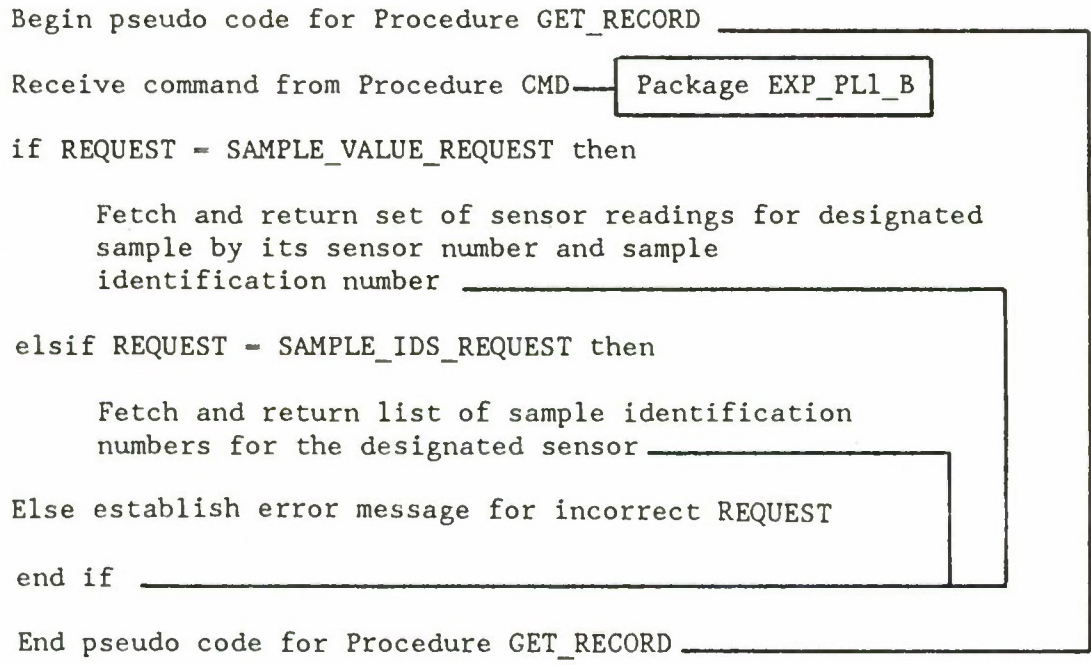 Begin pseudo code for Procedure GET_RECORD
Receive command from Procedure CMD Package EXP_PL1_B
if REQUEST = SAMPLE_VALUE_REQUEST then
Fetch and return set of sensor readings for designated
sample by its sensor number and sample
identification number
elsif REQUEST = SAMPLE_IDS_REQUEST then
Fetch and return list of sample identification
numbers for the designated sensor
Else establish error message for incorrect REQUEST
end if
End pseudo code for Procedure GET_RECORD